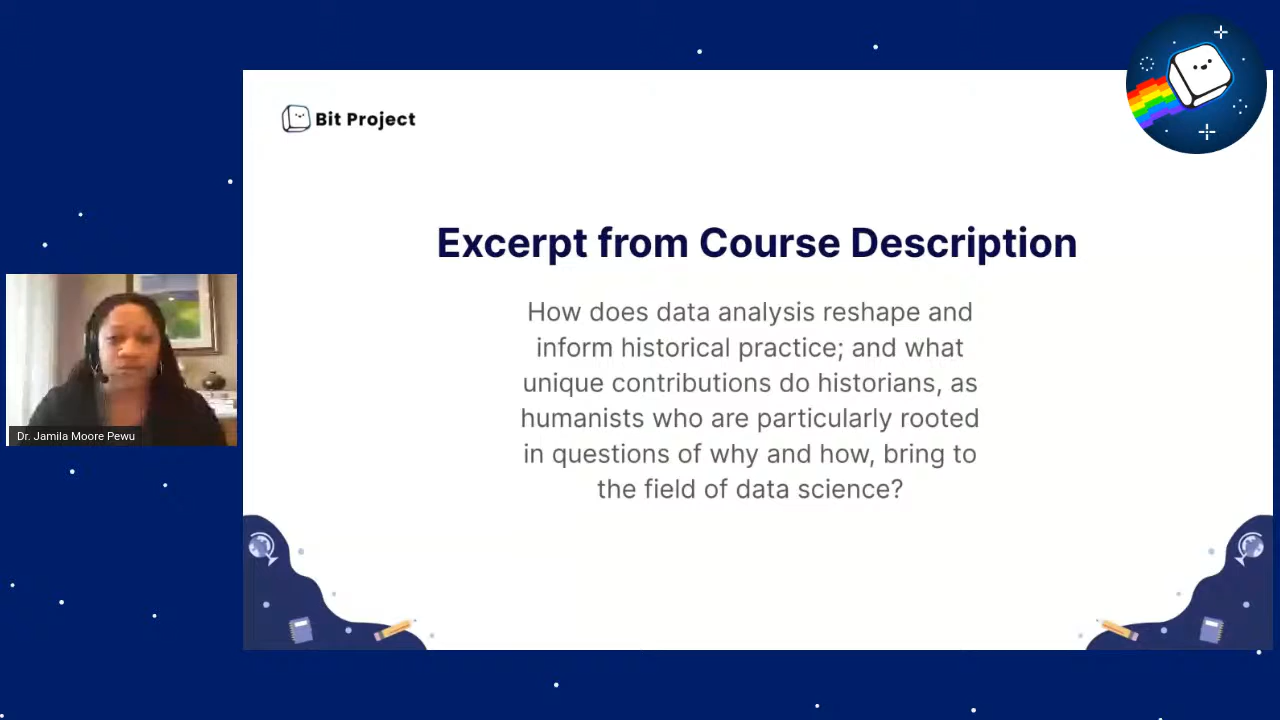 Bit Project
Excerpt from Course Description
How does data analysis reshape and
inform historical practice; and what
unique contributions do historians, as
humanists who are particularly rooted
in questions of why and how, bring to
the field of data science?
Dr. Jamila Moore Pewu